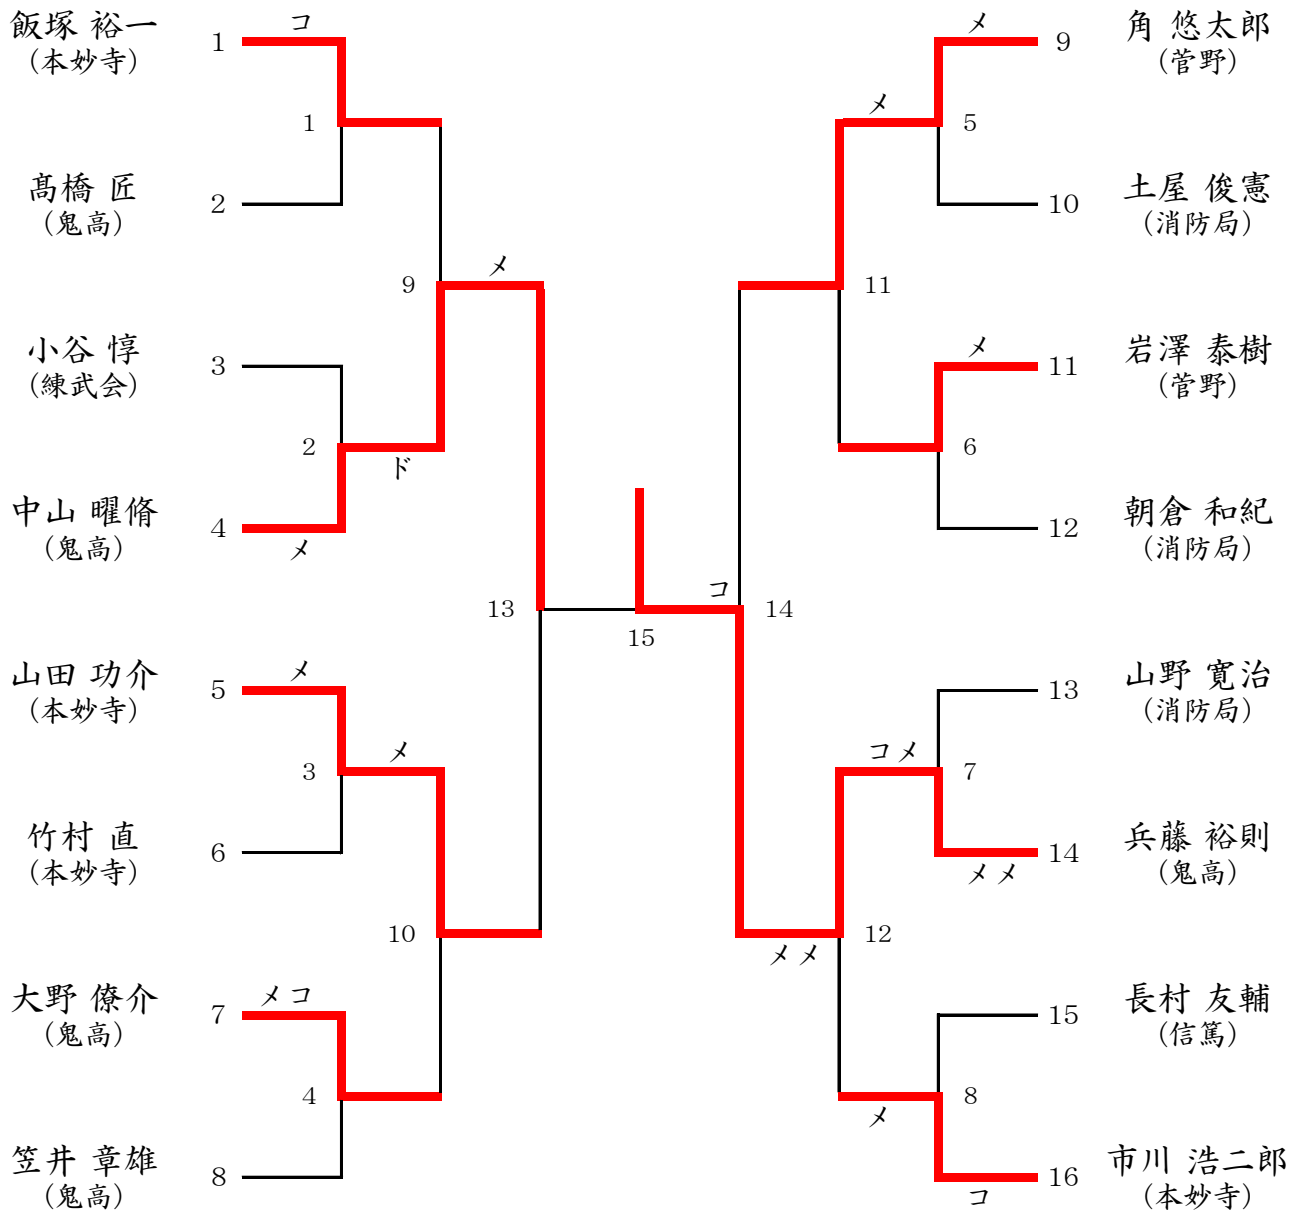 飯塚 裕一
(本妙寺)
1
コ
1
髙橋 匠
(鬼高)
2
9
メ
小谷 惇
(練武会)
3
2
ド
中山 曜脩
(鬼高)
4
メ
13
15
コ
14
山田 功介
(本妙寺)
5
メ
3
メ
竹村 直
(本妙寺)
6
10
大野 僚介
(鬼高)
7
メコ
4
笠井 章雄
(鬼高)
8
メ
9
角 悠太郎
(菅野)
メ
5
10
土屋 俊憲
(消防局)
11
メ
11
岩澤 泰樹
(菅野)
6
12
朝倉 和紀
(消防局)
13
山野 寛治
(消防局)
コメ
7
14
兵藤 裕則
(鬼高)
メメ
12
メメ
15
長村 友輔
(信篤)
8
メ
16
市川 浩二郎
(本妙寺)
コ